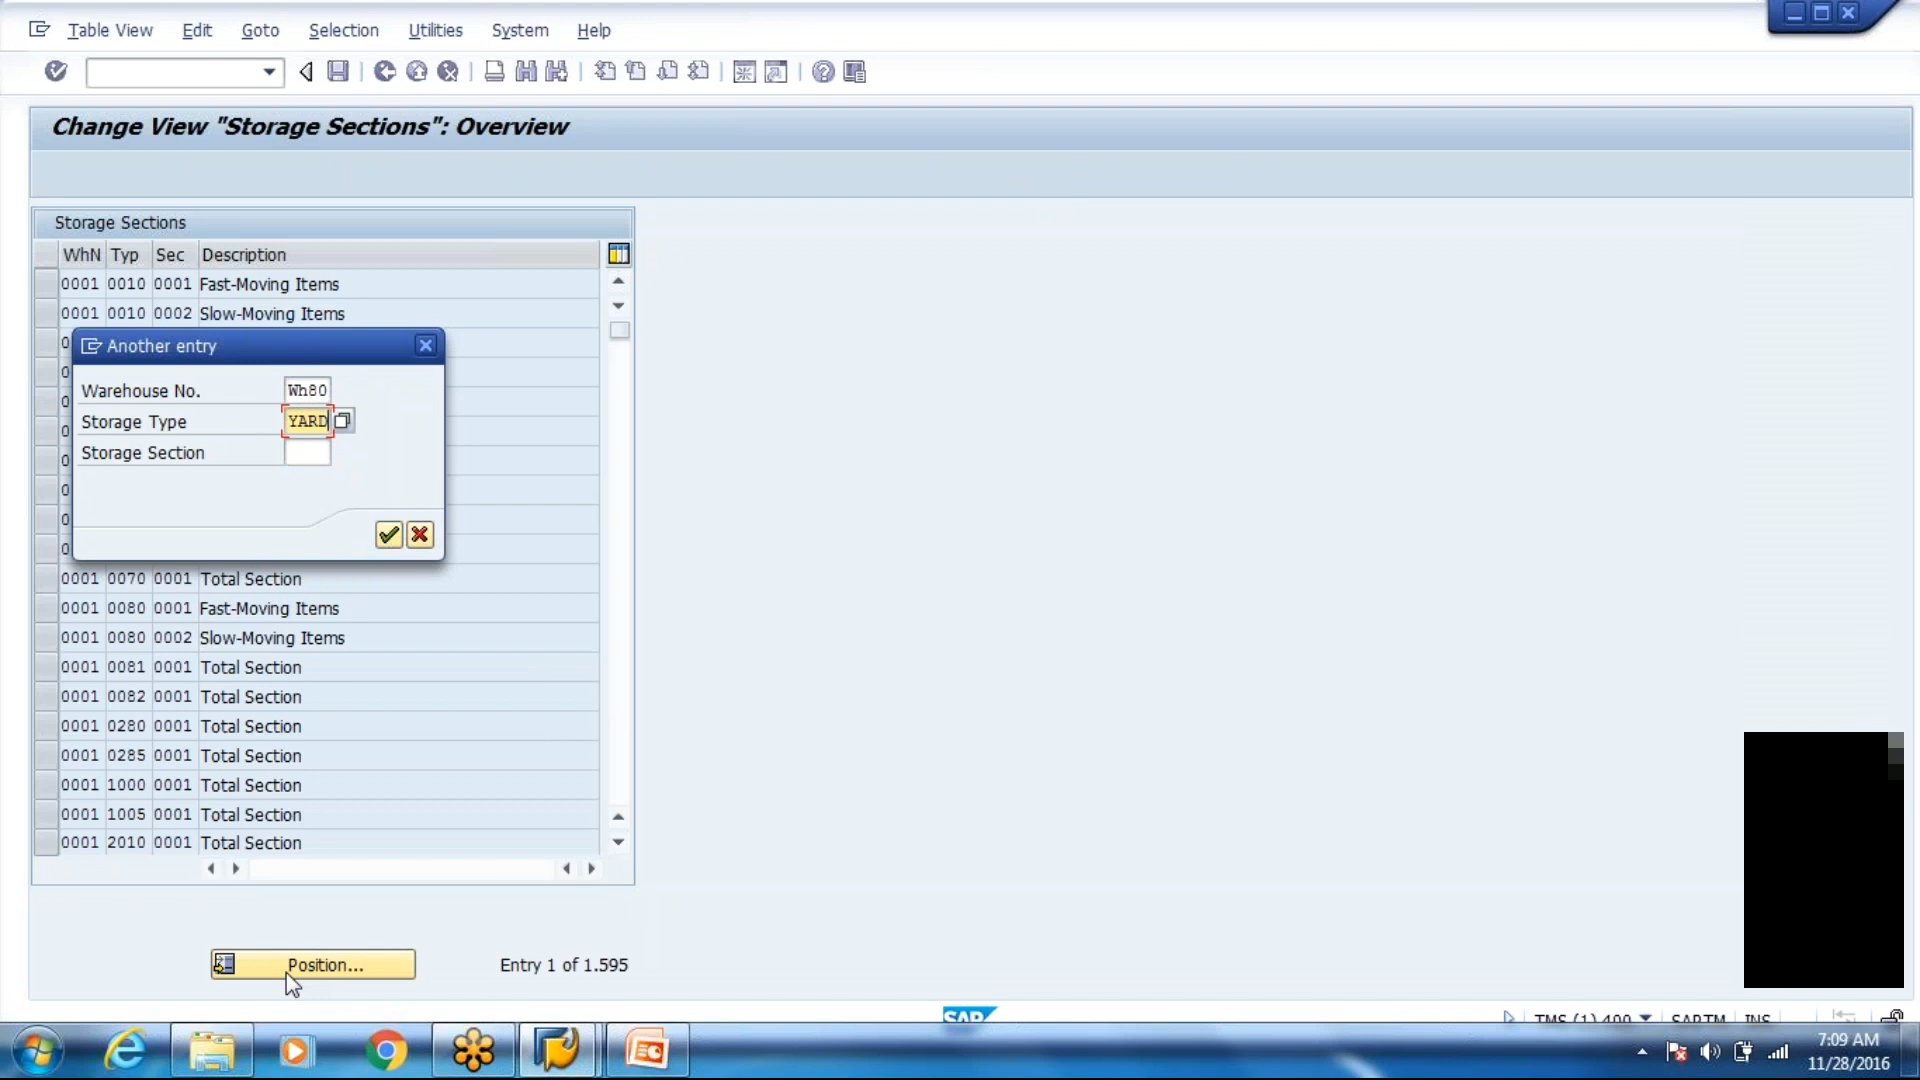 Table View Edit Goto Selection Utilities System Help
Change View "Storage Sections": Overview
Storage Sections
WhN Typ Sec Description
0001 0010 0001 Fast-Moving Items
0001 0010 0002 Slow-Moving Items
Another entry
Warehouse No. Wh80
Storage Type YARD
Storage Section
0001 0070 0001 Total Section
0001 0080 0001 Fast-Moving Items
0001 0080 0002 Slow-Moving Items
0001 0081 0001 Total Section
0001 0082 0001 Total Section
0001 0280 0001 Total Section
0001 0285 0001 Total Section
0001 1000 0001 Total Section
0001 1005 0001 Total Section
0001 2010 0001 Total Section
Position... Entry 1 of 1.595
SAP TMS (1) 400 SAPTM INS
7:09 AM
11/28/2016